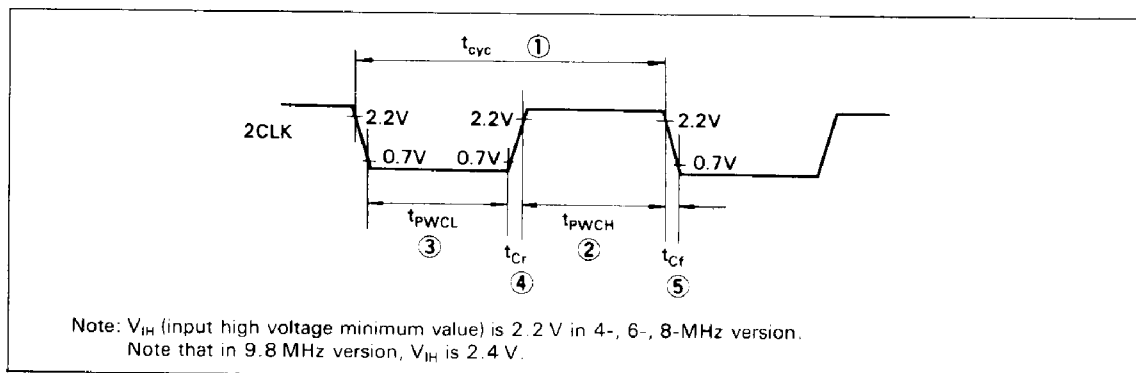 t_cyc ①
2CLK
2.2V
0.7V
2.2V
0.7V
2.2V
0.7V
t_PWCL
③
t_Cr
④
t_PWCH
②
t_Cf
⑤
Note: V_IH (input high voltage minimum value) is 2.2 V in 4-, 6-, 8-MHz version.
Note that in 9.8 MHz version, V_IH is 2.4 V.